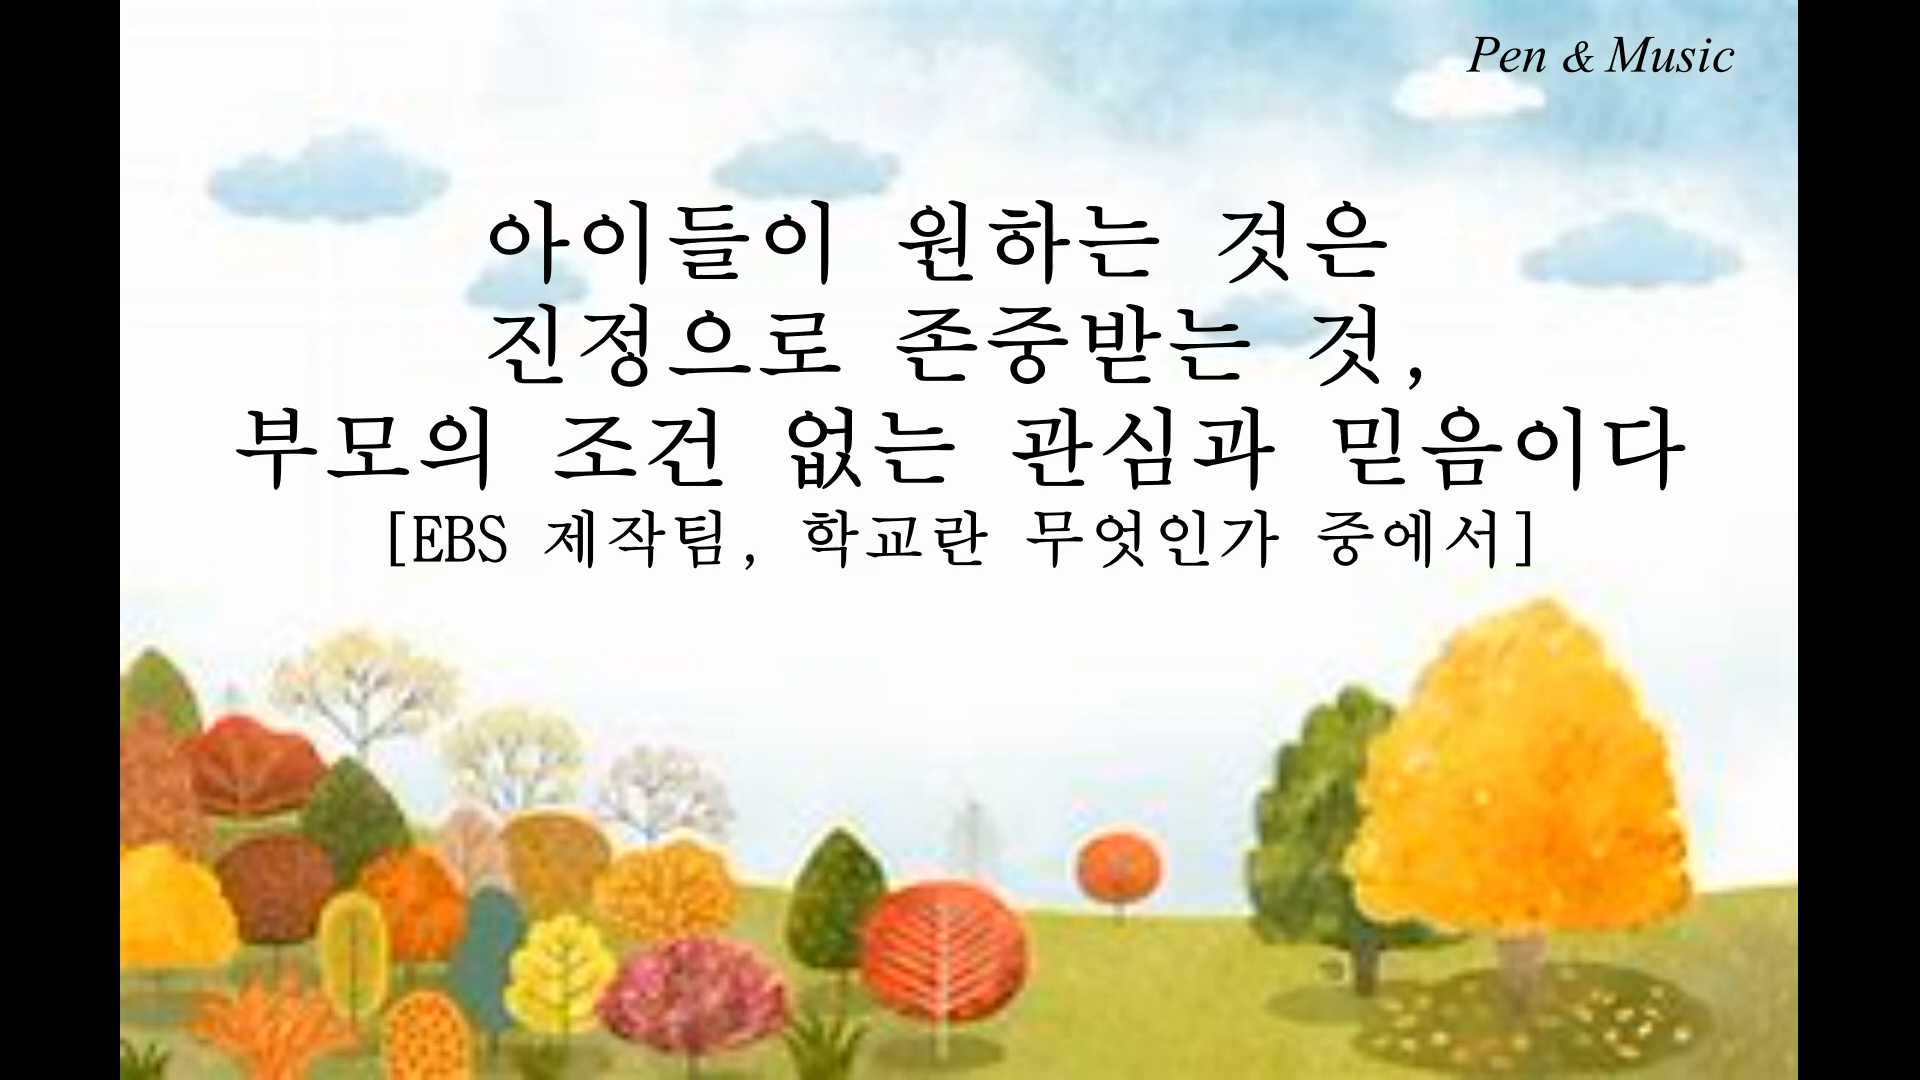 Pen & Music
아이들이 원하는 것은
진정으로 존중받는 것,
부모의 조건 없는 관심과 믿음이다
[EBS 제작팀, 학교란 무엇인가 중에서]